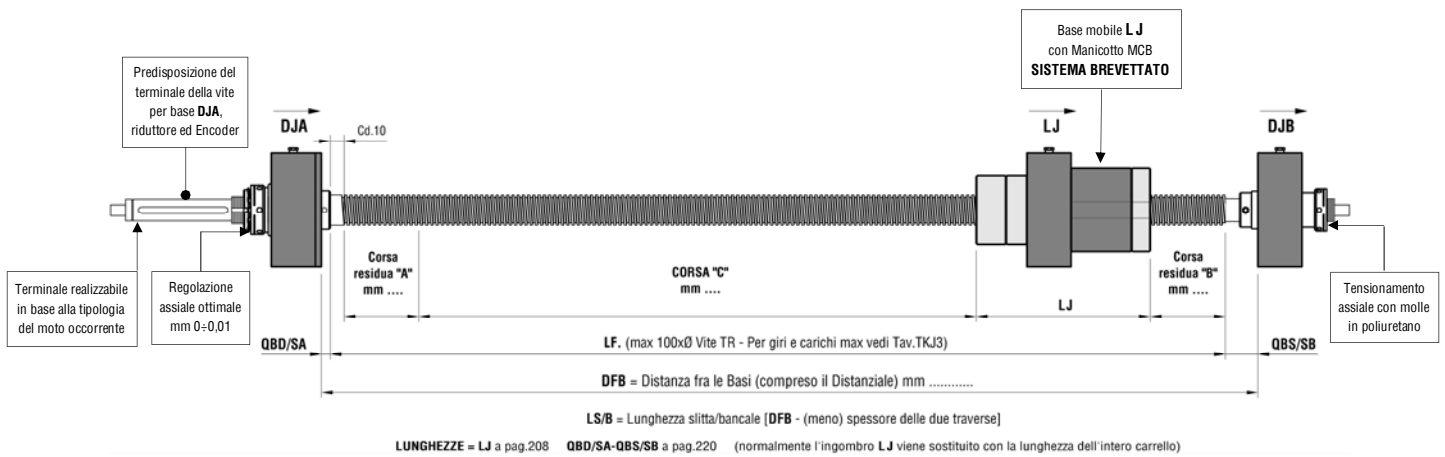 Base mobile LJ
con Manicotto MCB
SISTEMA BREVETTATO
Predisposizione del
terminale della vite
per base DJA,
riduttore ed Encoder
DJA
Cd.10
LJ
DJB
Terminale realizzabile
in base alla tipologia
del moto occorrente
Regolazione
assiale ottimale
mm 0÷0,01
Corsa
residua "A"
mm ....
CORSA "C"
mm ....
LJ
Corsa
residua "B"
mm ....
Tensionamento
assiale con molle
in poliuretano
QBD/SA
LF. (max 100xØ Vite TR - Per giri e carichi max vedi Tav.TKJ3)
QBS/SB
DFB = Distanza fra le Basi (compreso il Distanziale) mm ............
LS/B = Lunghezza slitta/bancale [DFB - (meno) spessore delle due traverse]
LUNGHEZZE = LJ a pag.208 QBD/SA-QBS/SB a pag.220 (normalmente l'ingombro LJ viene sostituito con la lunghezza dell'intero carrello)